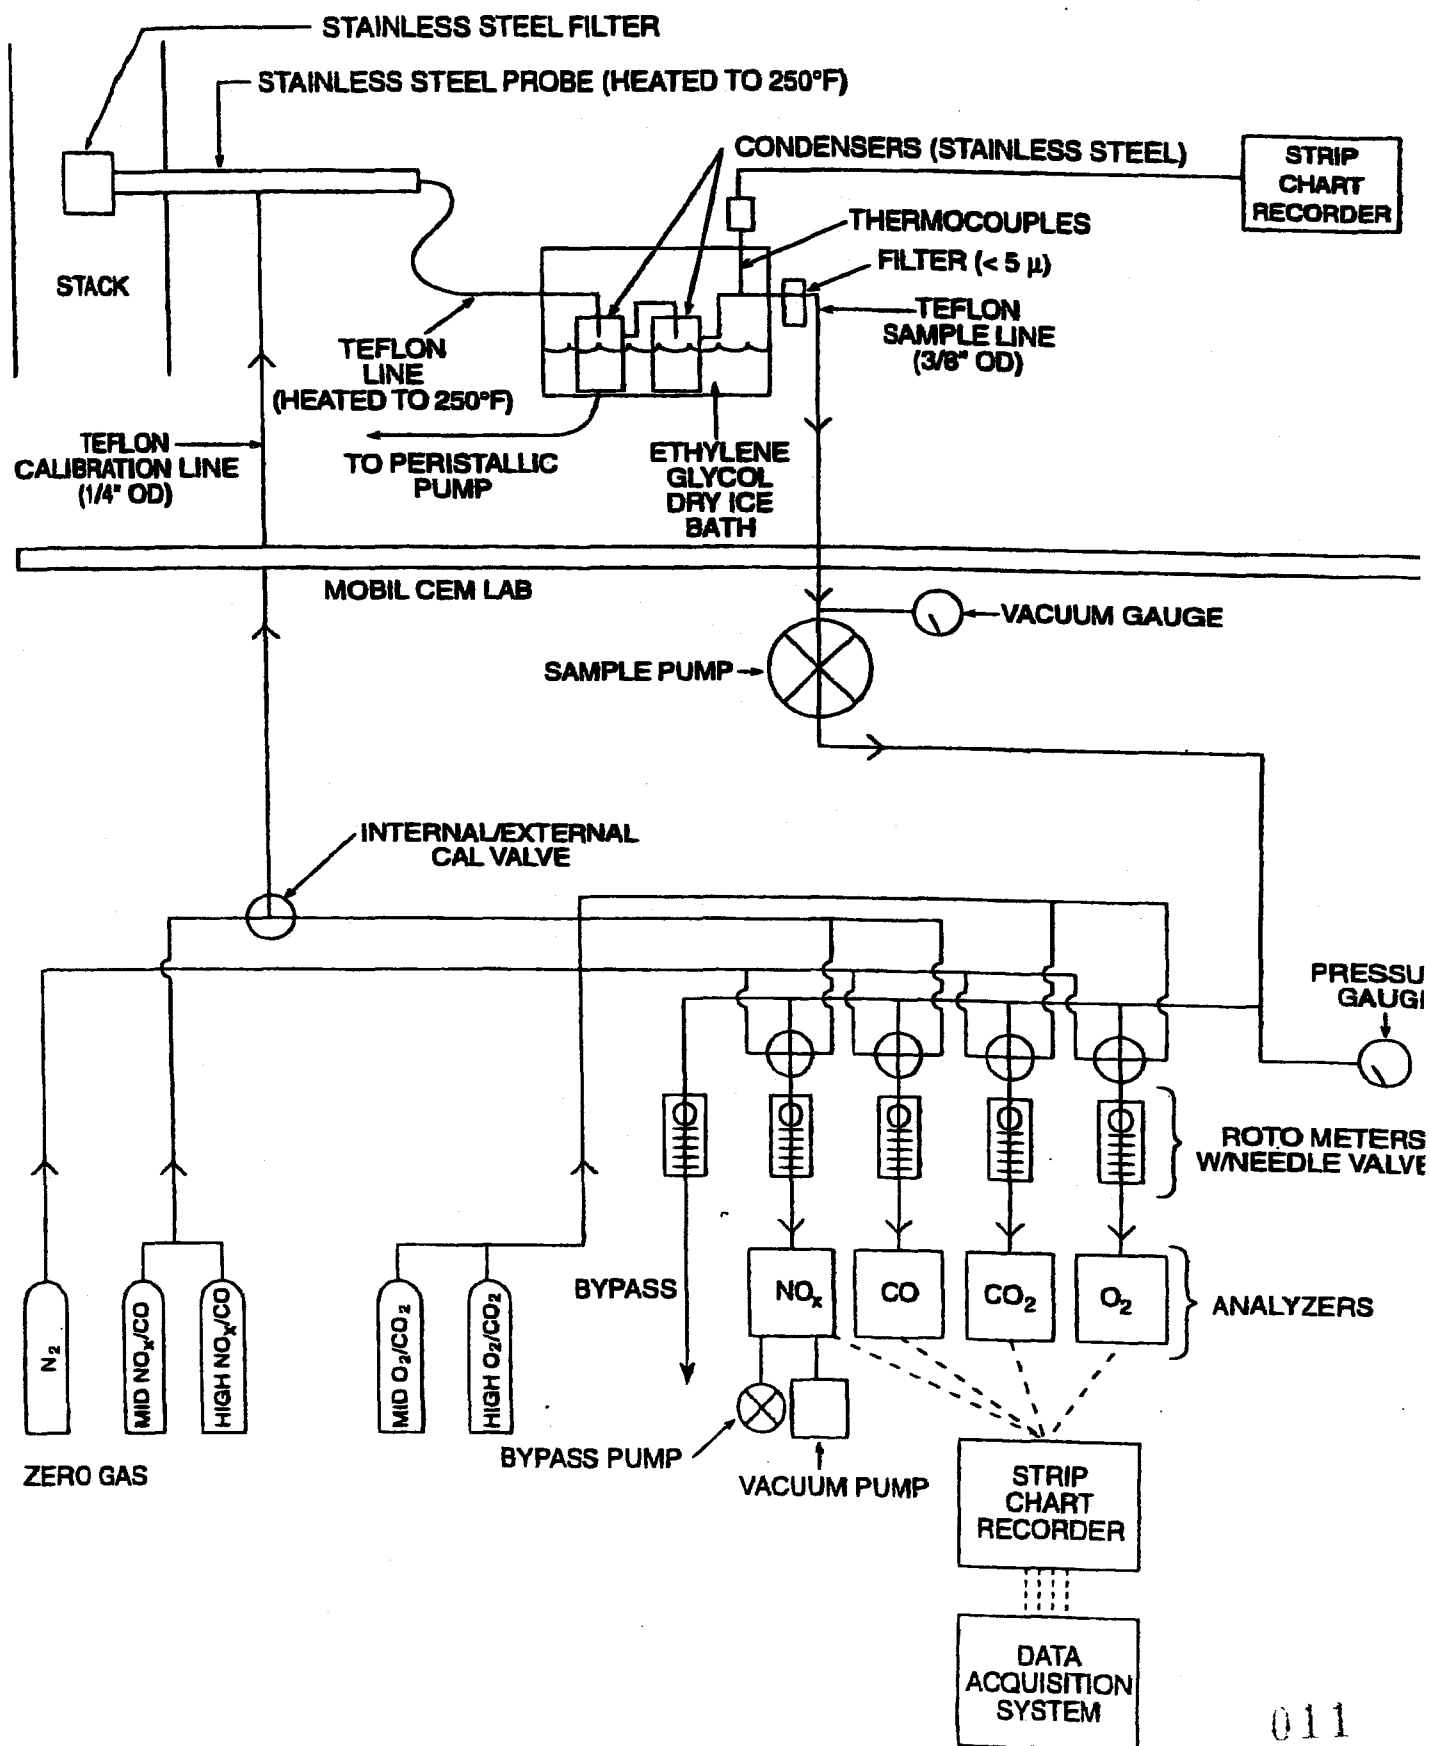 STAINLESS STEEL FILTER
STAINLESS STEEL PROBE (HEATED TO 250°F)
CONDENSERS (STAINLESS STEEL)
STRIP
CHART
RECORDER
THERMOCOUPLES
FILTER (< 5 μ)
STACK
TEFLON
SAMPLE LINE
(3/8" OD)
TEFLON
LINE
(HEATED TO 250°F)
TEFLON
CALIBRATION LINE
(1/4" OD)
TO PERISTALLIC
PUMP
ETHYLENE
GLYCOL
DRY ICE
BATH
MOBIL CEM LAB
VACUUM GAUGE
SAMPLE PUMP
INTERNAL/EXTERNAL
CAL VALVE
PRESSU
GAUG
ROTO METERS
W/NEEDLE VALVE
BYPASS
NOx
CO
CO2
O2
ANALYZERS
N2
MID NOx/CO
HIGH NOx/CO
MID O2/CO2
HIGH O2/CO2
BYPASS PUMP
VACUUM PUMP
ZERO GAS
STRIP
CHART
RECORDER
DATA
ACQUISITION
SYSTEM
011